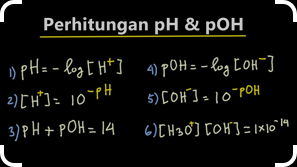 Perhitungan pH & pOH
1) pH = -log [H⁺]
2) [H⁺] = 10^-pH
3) pH + pOH = 14
4) pOH = -log [OH⁻]
5) [OH⁻] = 10^-pOH
6) [H3O⁺] [OH⁻] = 1x10^-14